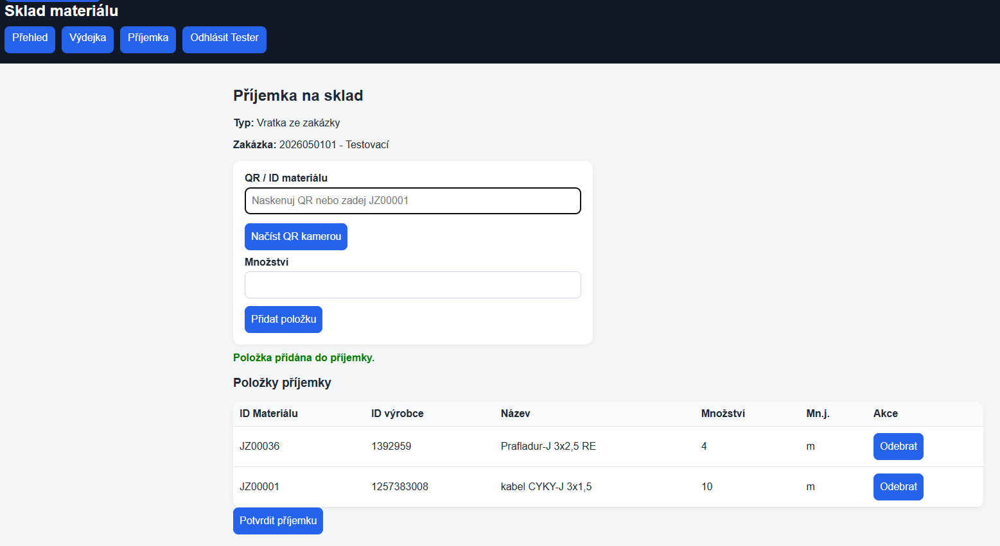 Sklad materiálu
Přehled Výdejka Příjemka Odhlásit Tester
Příjemka na sklad
Typ: Vratka ze zakázky
Zakázka: 2026050101 - Testovací
QR / ID materiálu
Naskenuj QR nebo zadej JZ00001
Načíst QR kamerou
Množství
Přidat položku
Položka přidána do příjemky.
Položky příjemky
ID Materiálu ID výrobce Název Množství Mn.j. Akce
JZ00036 1392959 Prafladur-J 3x2,5 RE 4 m Odebrat
JZ00001 1257383008 kabel CYKY-J 3x1,5 10 m Odebrat
Potvrdit příjemku